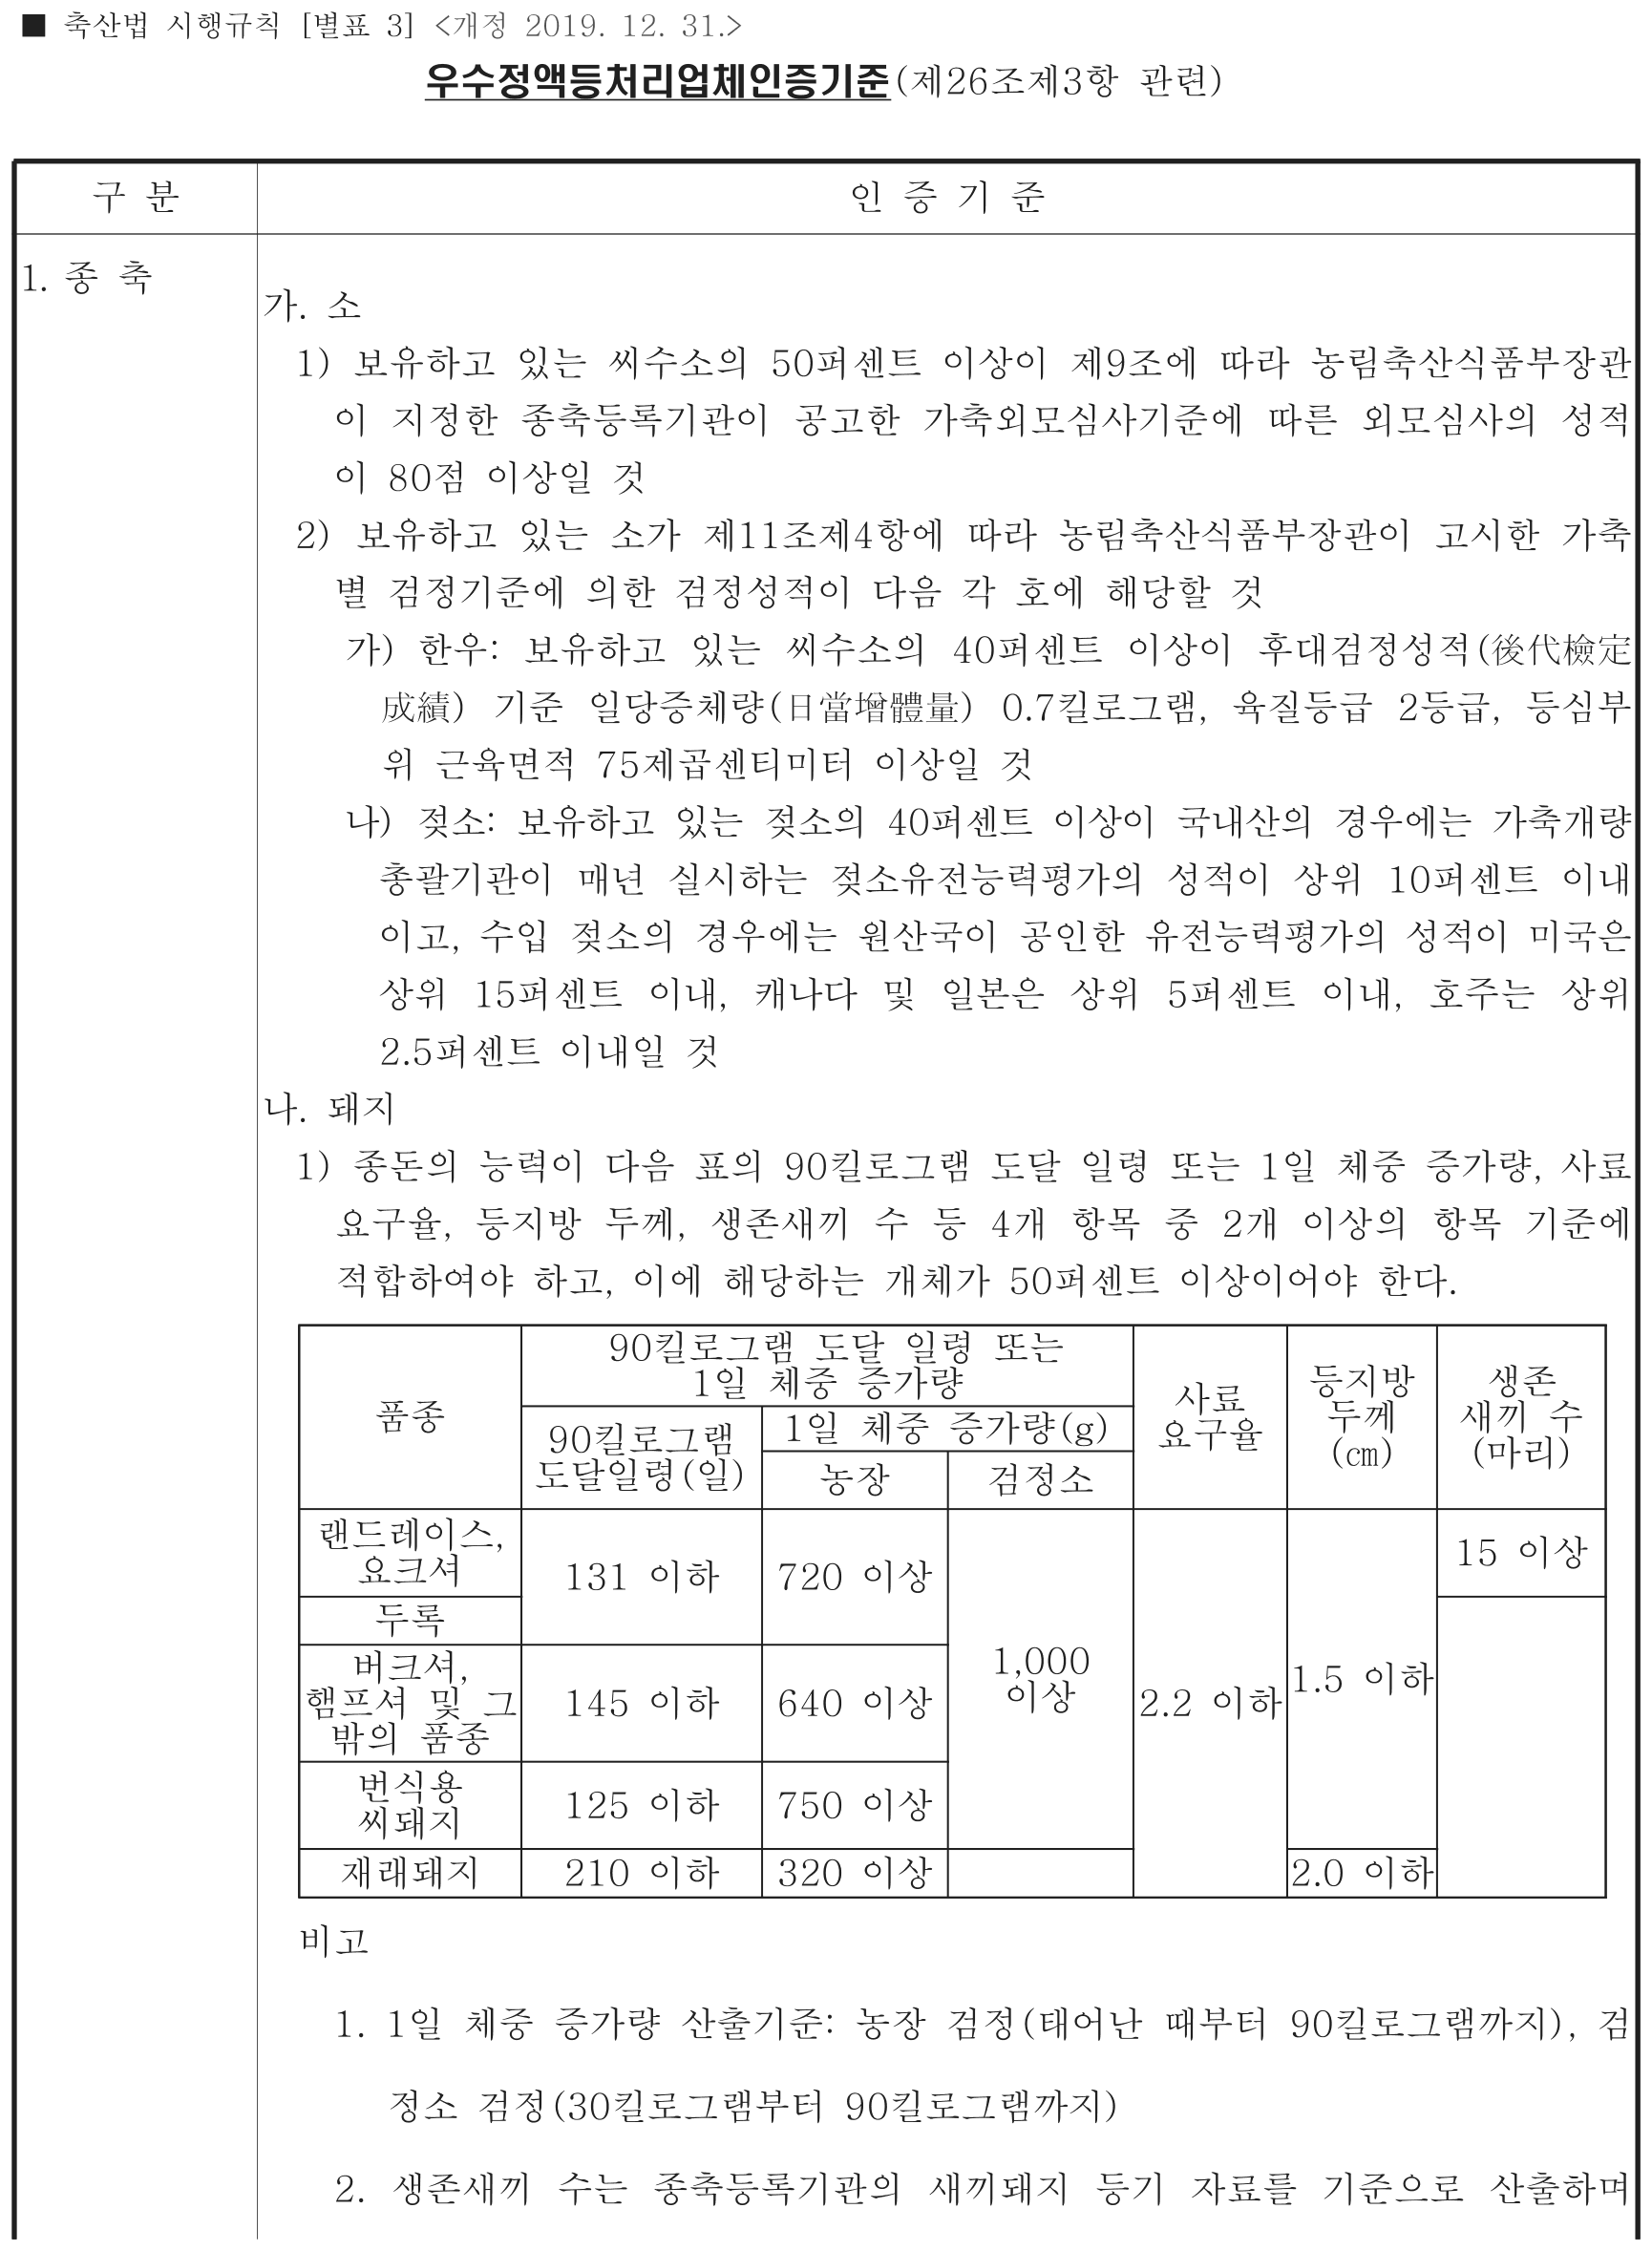 ■ 축산법 시행규칙 [별표 3] <개정 2019. 12. 31.>
우수정액등처리업체인증기준(제26조제3항 관련)
구 분
인 증 기 준
1. 종 축
가. 소
1) 보유하고 있는 씨수소의 50퍼센트 이상이 제9조에 따라 농림축산식품부장관
이 지정한 종축등록기관이 공고한 가축외모심사기준에 따른 외모심사의 성적
이 80점 이상일 것
2) 보유하고 있는 소가 제11조제4항에 따라 농림축산식품부장관이 고시한 가축
별 검정기준에 의한 검정성적이 다음 각 호에 해당할 것
가) 한우: 보유하고 있는 씨수소의 40퍼센트 이상이 후대검정성적(後代檢定
成績) 기준 일당증체량(日當增體量) 0.7킬로그램, 육질등급 2등급, 등심부
위 근육면적 75제곱센티미터 이상일 것
나) 젖소: 보유하고 있는 젖소의 40퍼센트 이상이 국내산의 경우에는 가축개량
총괄기관이 매년 실시하는 젖소유전능력평가의 성적이 상위 10퍼센트 이내
이고, 수입 젖소의 경우에는 원산국이 공인한 유전능력평가의 성적이 미국은
상위 15퍼센트 이내, 캐나다 및 일본은 상위 5퍼센트 이내, 호주는 상위
2.5퍼센트 이내일 것
나. 돼지
1) 종돈의 능력이 다음 표의 90킬로그램 도달 일령 또는 1일 체중 증가량, 사료
요구율, 등지방 두께, 생존새끼 수 등 4개 항목 중 2개 이상의 항목 기준에
적합하여야 하고, 이에 해당하는 개체가 50퍼센트 이상이어야 한다.
품종
90킬로그램 도달 일령 또는
1일 체중 증가량
90킬로그램
도달일령(일)
1일 체중 증가량(g)
농장
검정소
사료
요구율
등지방
두께
(㎝)
생존
새끼 수
(마리)
랜드레이스,
요크셔
131 이하
720 이상
1,000
이상
2.2 이하
1.5 이하
15 이상
두록
버크셔,
햄프셔 및 그
밖의 품종
145 이하
640 이상
번식용
씨돼지
125 이하
750 이상
재래돼지
210 이하
320 이상
2.0 이하
비고
1. 1일 체중 증가량 산출기준: 농장 검정(태어난 때부터 90킬로그램까지), 검
정소 검정(30킬로그램부터 90킬로그램까지)
2. 생존새끼 수는 종축등록기관의 새끼돼지 등기 자료를 기준으로 산출하며